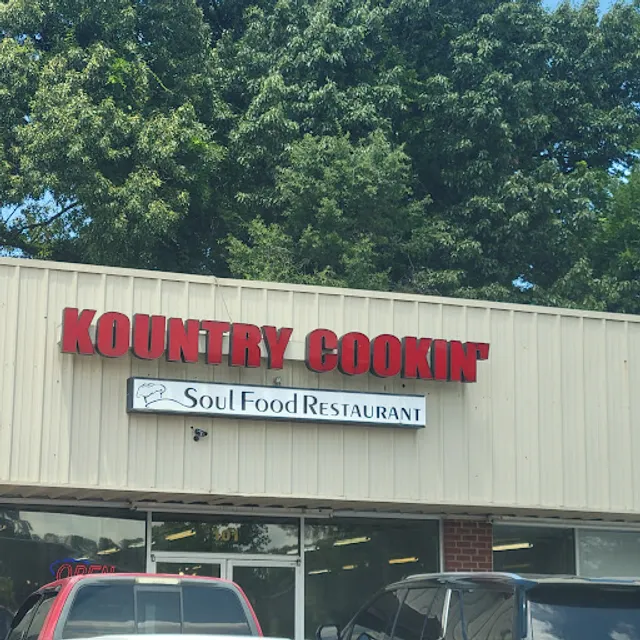 KOUNTRY COOKIN'
SOUL FOOD RESTAURANT
OPEN